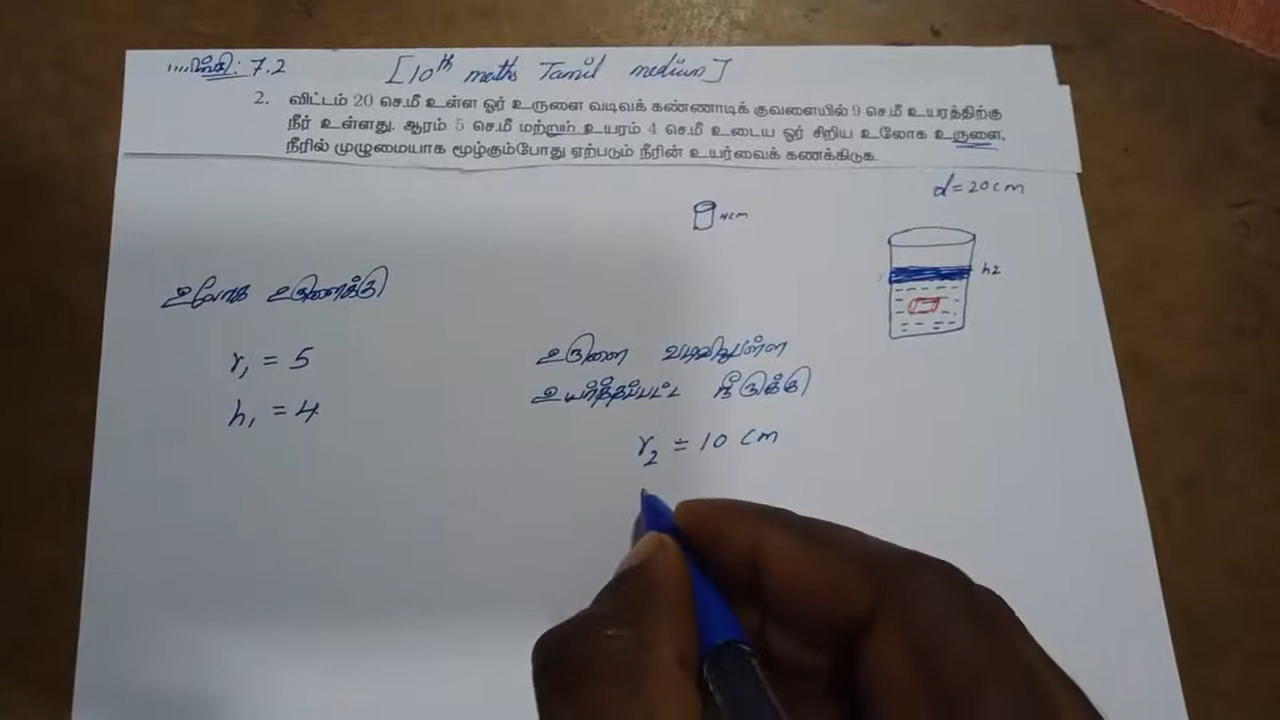 7.2 [10th maths Tamil medium]
2. விட்டம் 20 செ.மீ உள்ள ஓர் உருளை வடிவக் கண்ணாடிக் குவளையில் 9 செ.மீ உயரத்திற்கு
நீர் உள்ளது. ஆரம் 5 செ.மீ மற்றும் உயரம் 4 செ.மீ உடைய ஓர் சிறிய உலோக உருளை,
நீரில் முழுமையாக மூழ்கும்போது ஏற்படும் நீரின் உயர்வைக் கணக்கிடுக.
d = 20 cm
4cm
h2
உலோக உருளைக்கு
r₁ = 5
h₁ = 4
உருளை வடிவிலுள்ள
உயர்த்தப்பட்ட நீருக்கு
r₂ = 10 cm